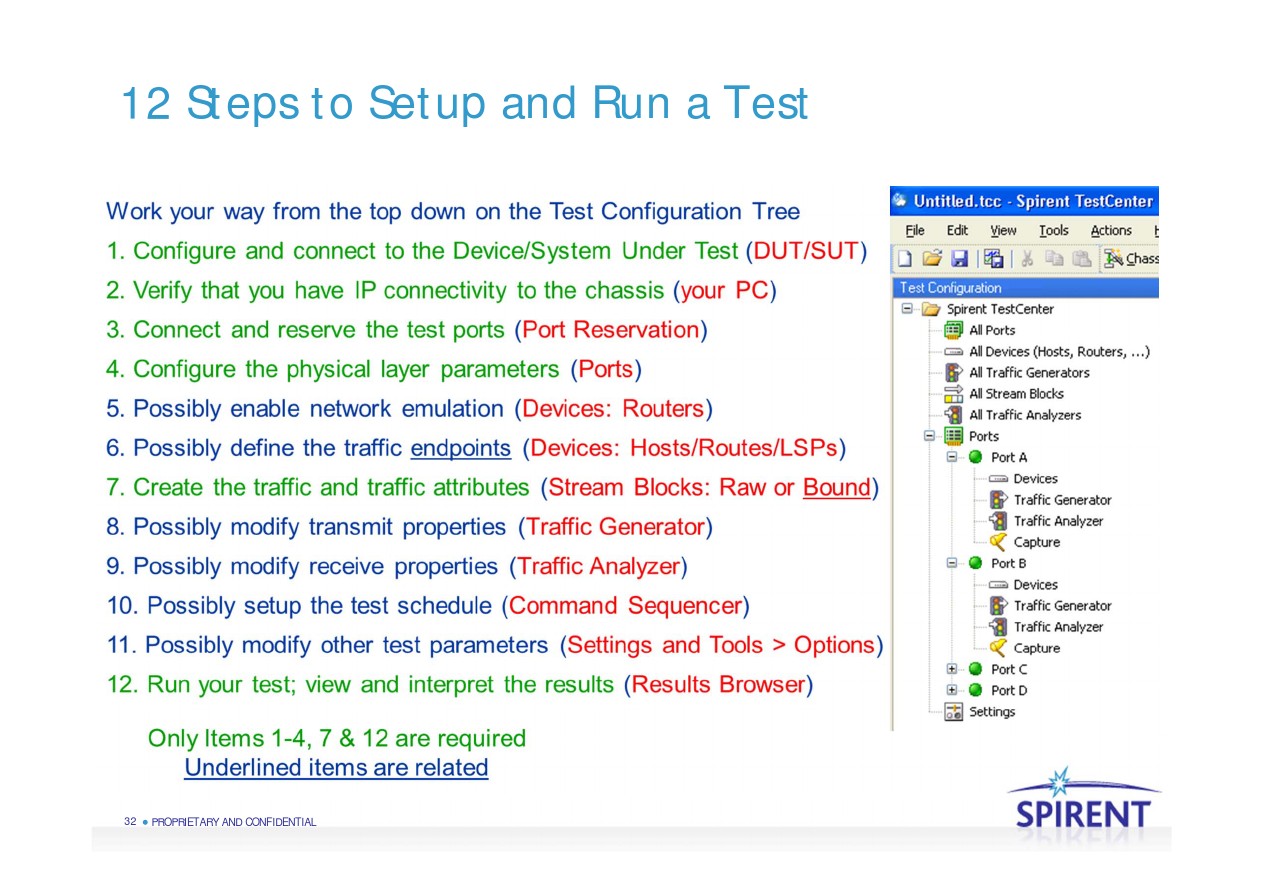 12 Steps to Setup and Run a Test
Work your way from the top down on the Test Configuration Tree
1. Configure and connect to the Device/System Under Test (DUT/SUT)
2. Verify that you have IP connectivity to the chassis (your PC)
3. Connect and reserve the test ports (Port Reservation)
4. Configure the physical layer parameters (Ports)
5. Possibly enable network emulation (Devices: Routers)
6. Possibly define the traffic endpoints (Devices: Hosts/Routes/LSPs)
7. Create the traffic and traffic attributes (Stream Blocks: Raw or Bound)
8. Possibly modify transmit properties (Traffic Generator)
9. Possibly modify receive properties (Traffic Analyzer)
10. Possibly setup the test schedule (Command Sequencer)
11. Possibly modify other test parameters (Settings and Tools > Options)
12. Run your test; view and interpret the results (Results Browser)
Only Items 1-4, 7 & 12 are required
Underlined items are related
Untitled.tcc - Spirent TestCenter
File Edit View Tools Actions
Chass
Test Configuration
Spirent TestCenter
All Ports
All Devices (Hosts, Routers, ...)
All Traffic Generators
All Stream Blocks
All Traffic Analyzers
Ports
Port A
Devices
Traffic Generator
Traffic Analyzer
Capture
Port B
Devices
Traffic Generator
Traffic Analyzer
Capture
Port C
Port D
Settings
32 ● PROPRIETARY AND CONFIDENTIAL
SPIRENT